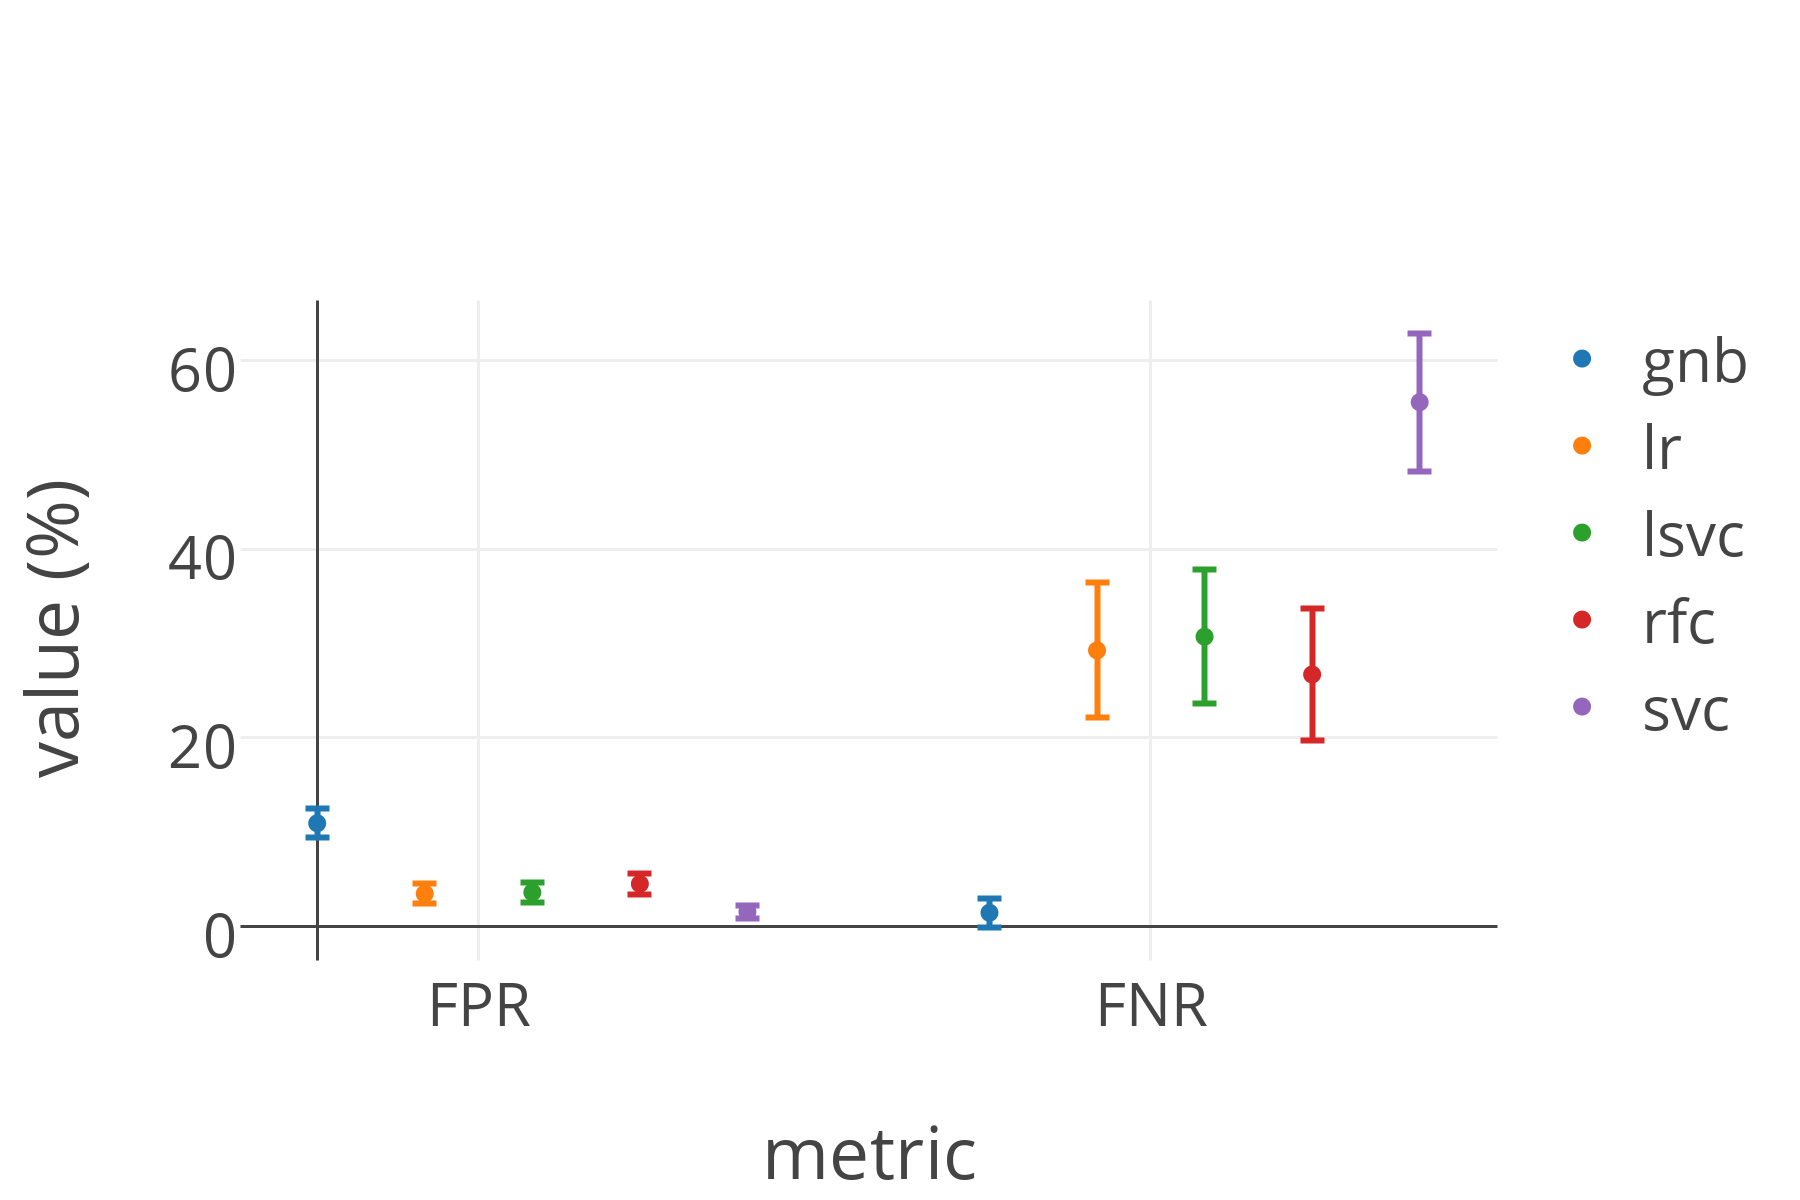 value (%)
60
40
20
0
FPR
FNR
metric
gnb
lr
lsvc
rfc
svc